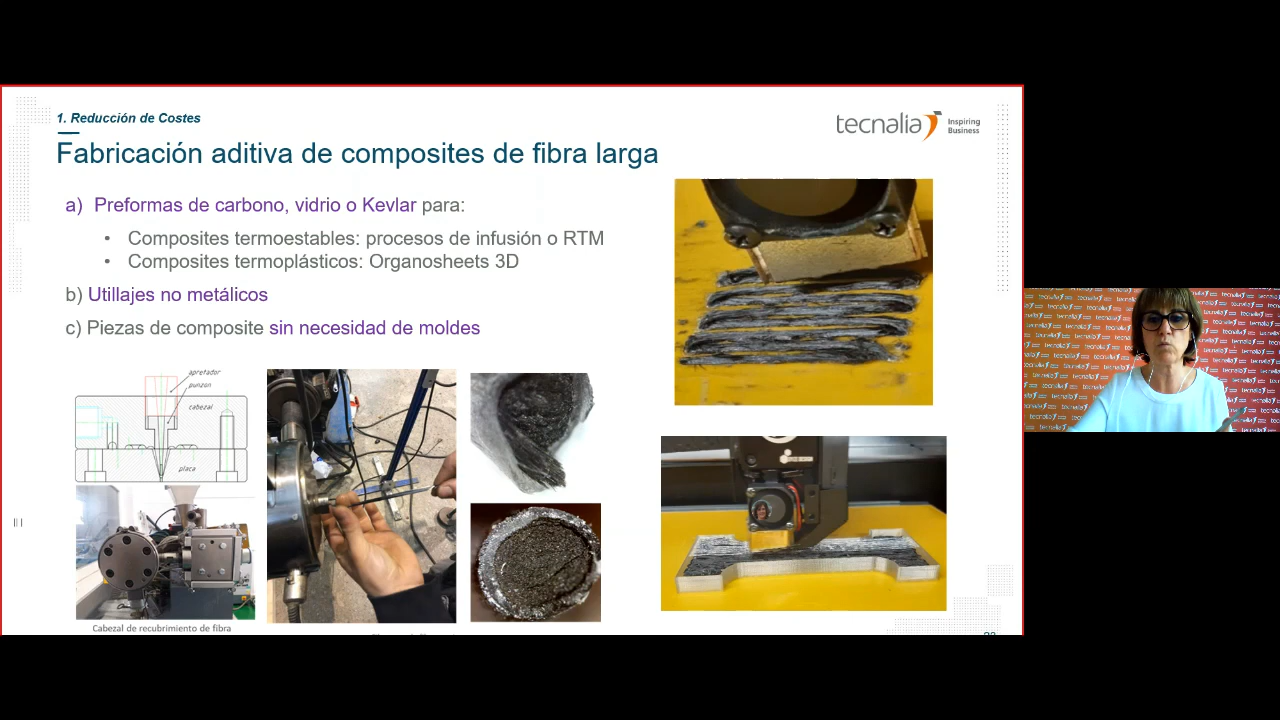 1. Reducción de Costes
tecnalia Inspiring Business
Fabricación aditiva de composites de fibra larga
a) Preformas de carbono, vidrio o Kevlar para:
• Composites termoestables: procesos de infusión o RTM
• Composites termoplásticos: Organosheets 3D
b) Utillajes no metálicos
c) Piezas de composite sin necesidad de moldes
apretador
punzon
cabezal
placa
Cabezal de recubrimiento de fibra
tecnalia